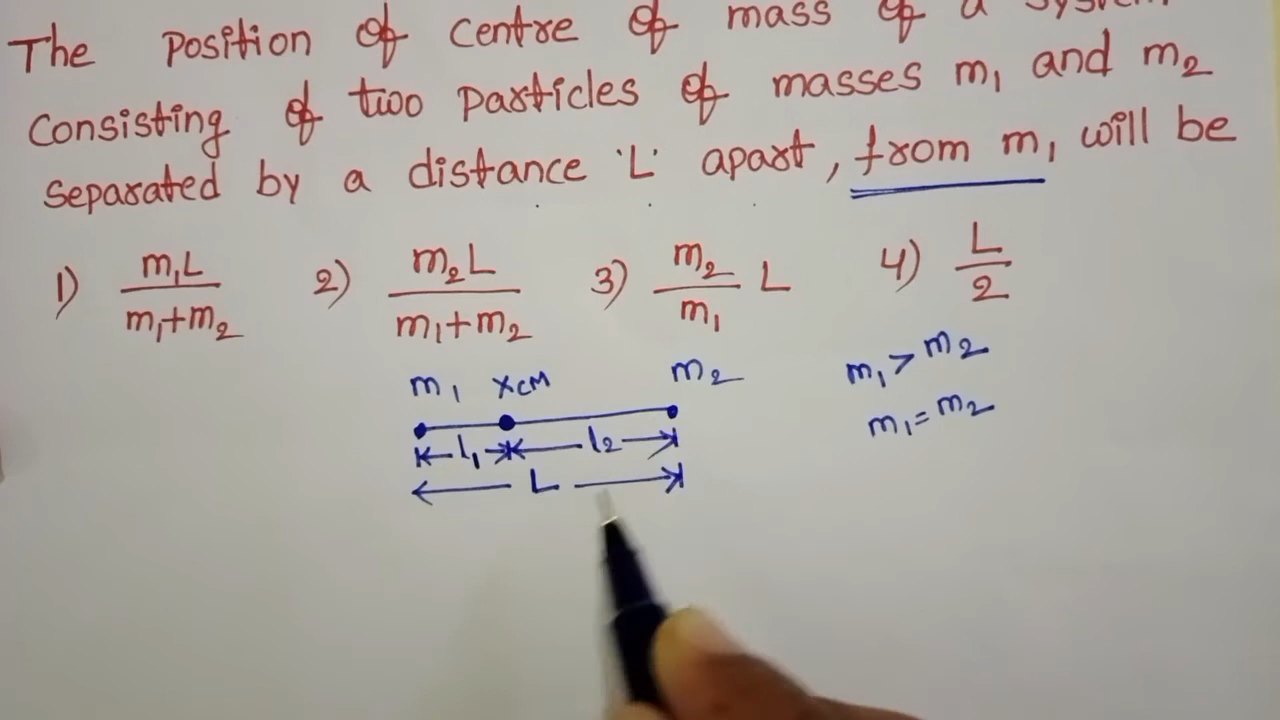 The Position of centre of mass of a system
Consisting of two particles of masses m₁ and m₂
separated by a distance 'L' apart, from m₁ will be
1) m₁L / m₁+m₂ 2) m₂L / m₁+m₂ 3) m₂ / m₁ L 4) L / 2
m₁ XCM m₂ m₁ > m₂
m₁ = m₂
l₁ l₂
L